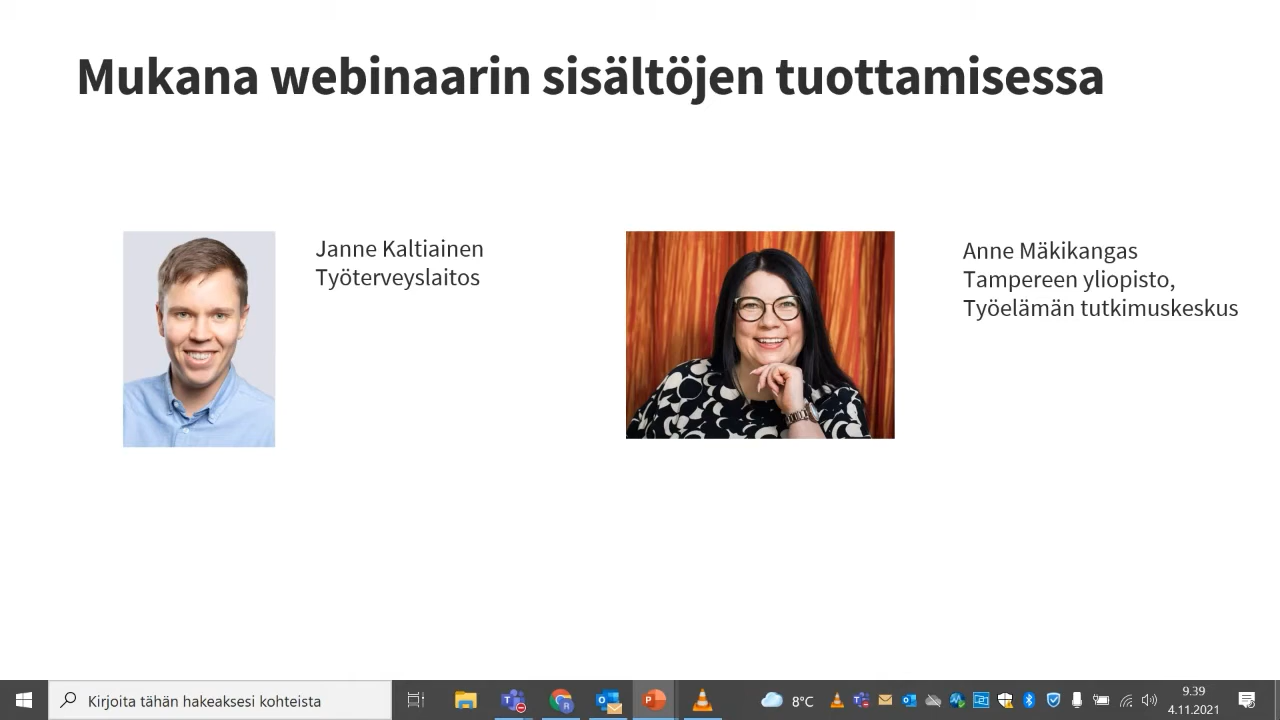 Mukana webinaarin sisältöjen tuottamisessa
Janne Kaltiainen
Työterveyslaitos
Anne Mäkikangas
Tampereen yliopisto,
Työelämän tutkimuskeskus
Kirjoita tähän hakeaksesi kohteista
8°C
9.39
4.11.2021